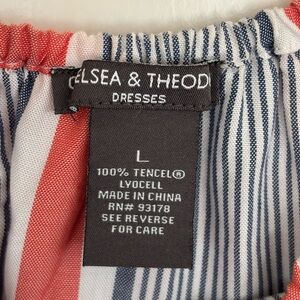 ELSEA & THEOD
DRESSES
L
100% TENCEL®
LYOCELL
MADE IN CHINA
RN# 93178
SEE REVERSE
FOR CARE